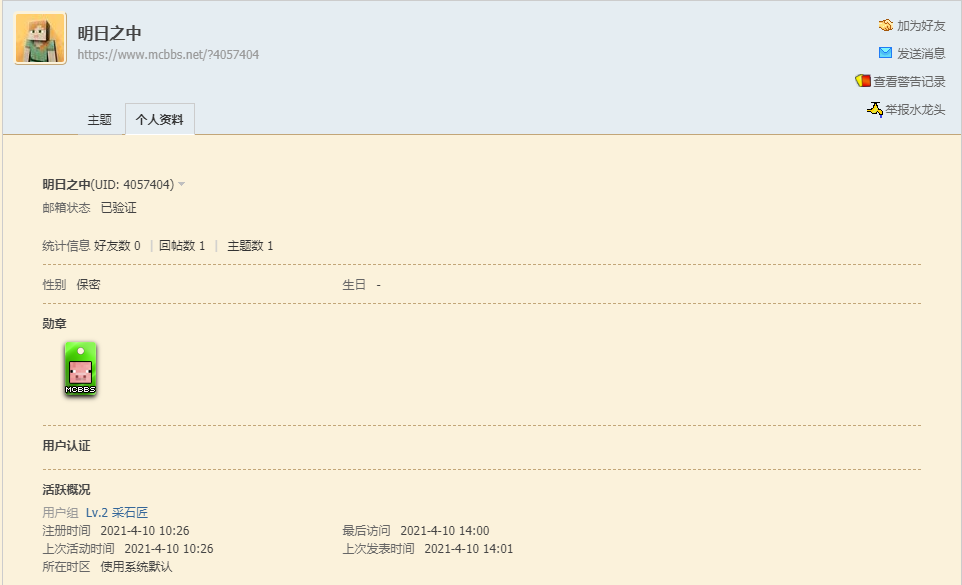 明日之中
https://www.mcbbs.net/?4057404
加为好友
发送消息
查看警告记录
举报水龙头
主题 个人资料
明日之中(UID: 4057404)
邮箱状态 已验证
统计信息 好友数 0 | 回帖数 1 | 主题数 1
性别 保密 生日 -
勋章
MCBBS
用户认证
活跃概况
用户组 Lv.2 采石匠
注册时间 2021-4-10 10:26 最后访问 2021-4-10 14:00
上次活动时间 2021-4-10 10:26 上次发表时间 2021-4-10 14:01
所在时区 使用系统默认